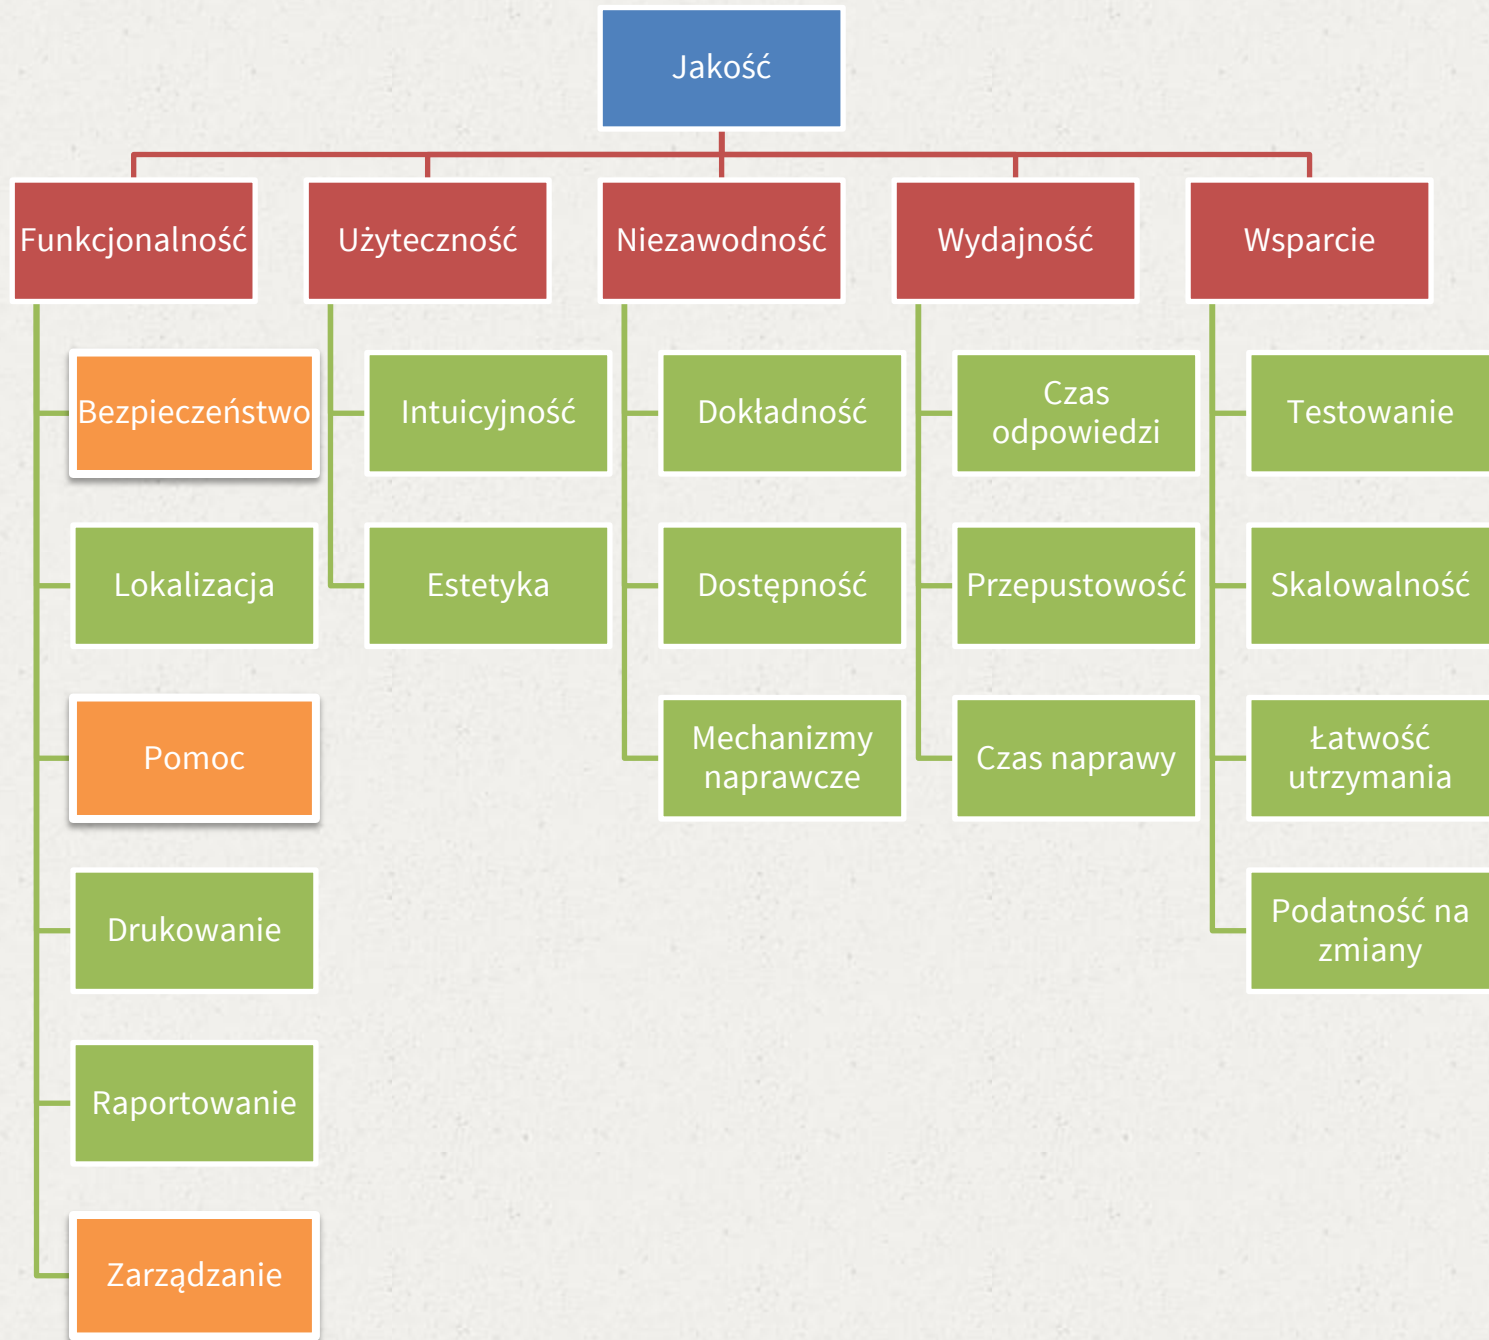 Jakość
Funkcjonalność
Użyteczność
Niezawodność
Wydajność
Wsparcie
Bezpieczeństwo
Lokalizacja
Pomoc
Drukowanie
Raportowanie
Zarządzanie
Intuicyjność
Estetyka
Dokładność
Dostępność
Mechanizmy
naprawcze
Czas
odpowiedzi
Przepustowość
Czas naprawy
Testowanie
Skalowalność
Łatwość
utrzymania
Podatność na
zmiany